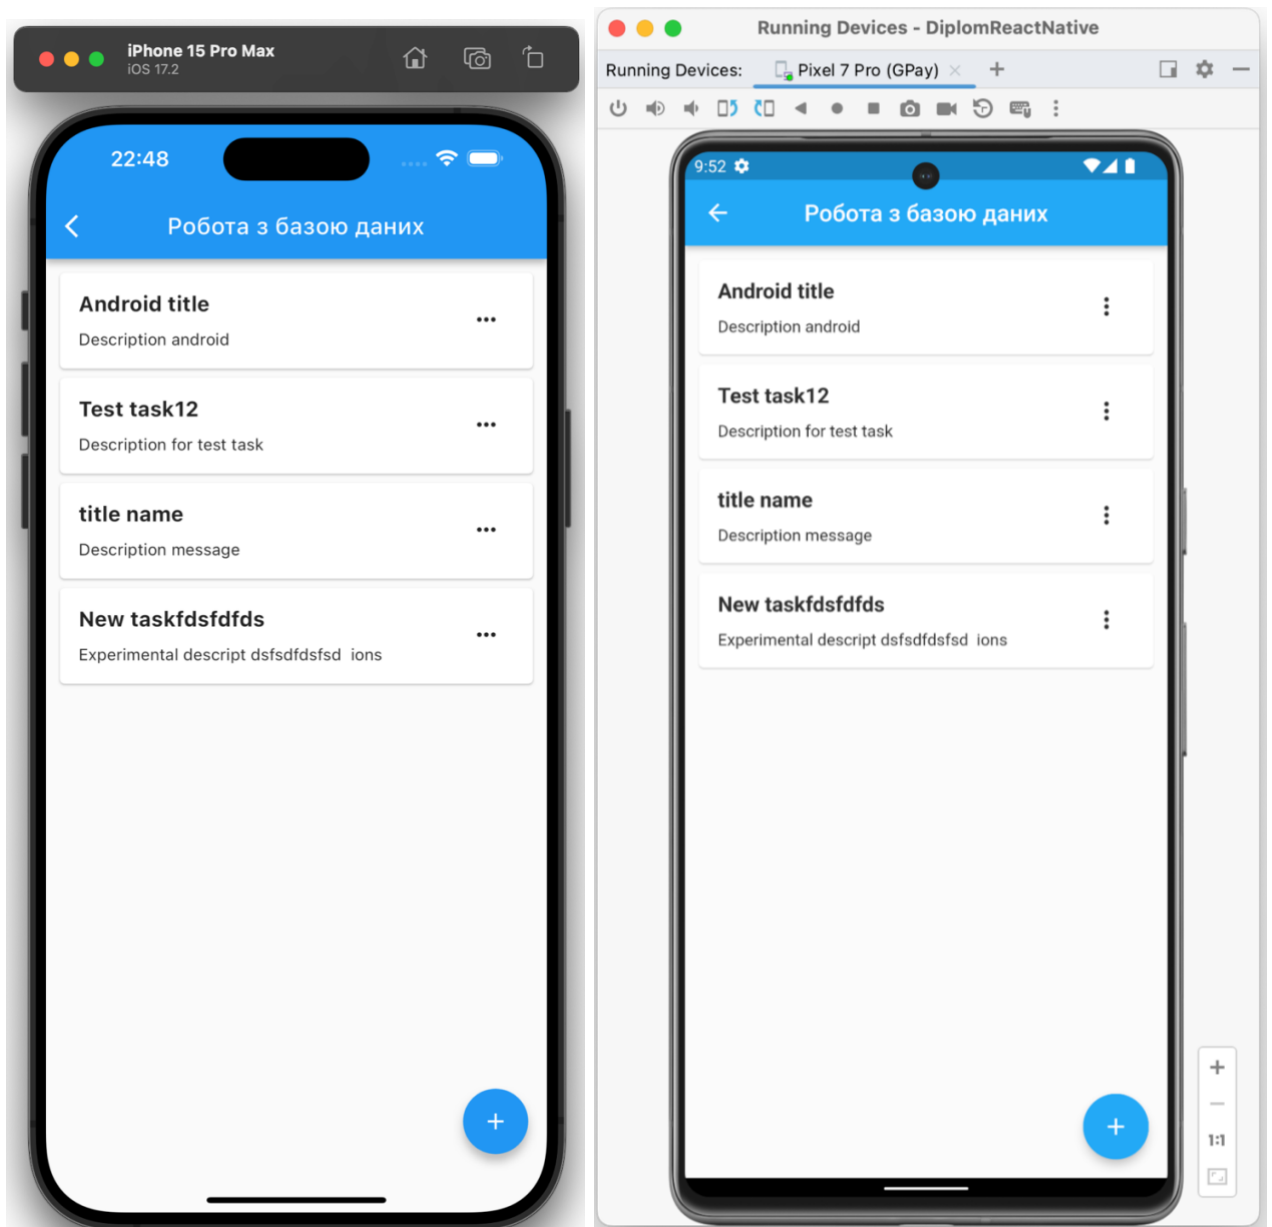 iPhone 15 Pro Max
iOS 17.2
22:48
Робота з базою даних
Android title
Description android
Test task12
Description for test task
title name
Description message
New taskfdsfdfds
Experimental descript dsfsdfdsfsd  ions
Running Devices - DiplomReactNative
Running Devices:
Pixel 7 Pro (GPay)
9:52
Робота з базою даних
Android title
Description android
Test task12
Description for test task
title name
Description message
New taskfdsfdfds
Experimental descript dsfsdfdsfsd  ions
1:1